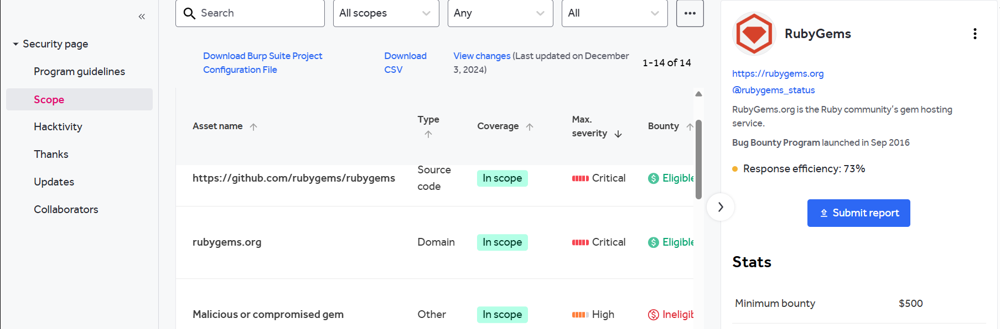 Security page
Program guidelines
Scope
Hacktivity
Thanks
Updates
Collaborators
Search
All scopes
Any
All
Download Burp Suite Project
Configuration File
Download
CSV
View changes (Last updated on December
3, 2024)
1-14 of 14
Asset name
Type
Coverage
Max.
severity
Bounty
https://github.com/rubygems/rubygems
Source
code
In scope
Critical
Eligible
rubygems.org
Domain
In scope
Critical
Eligible
Malicious or compromised gem
Other
In scope
High
Ineligib
RubyGems
https://rubygems.org
@rubygems_status
RubyGems.org is the Ruby community's gem hosting
service.
Bug Bounty Program launched in Sep 2016
Response efficiency: 73%
Submit report
Stats
Minimum bounty
$500